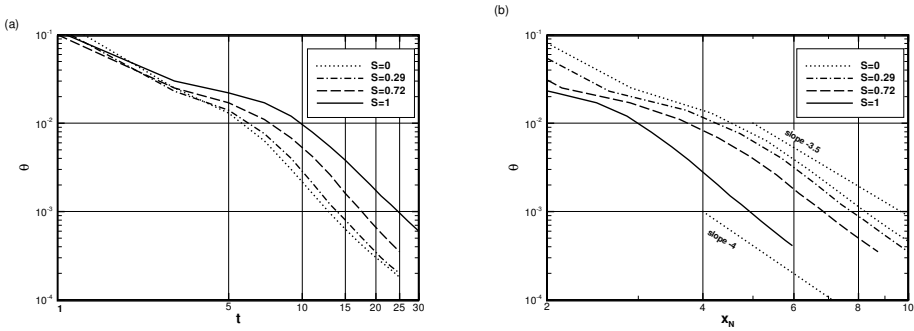 (a)
10^-1
10^-2
10^-3
10^-4
θ
S=0
S=0.29
S=0.72
S=1
1
5
10
15
20
25
30
t
(b)
10^-1
10^-2
10^-3
10^-4
θ
S=0
S=0.29
S=0.72
S=1
slope -3.5
slope -4
2
4
6
8
10
x_N